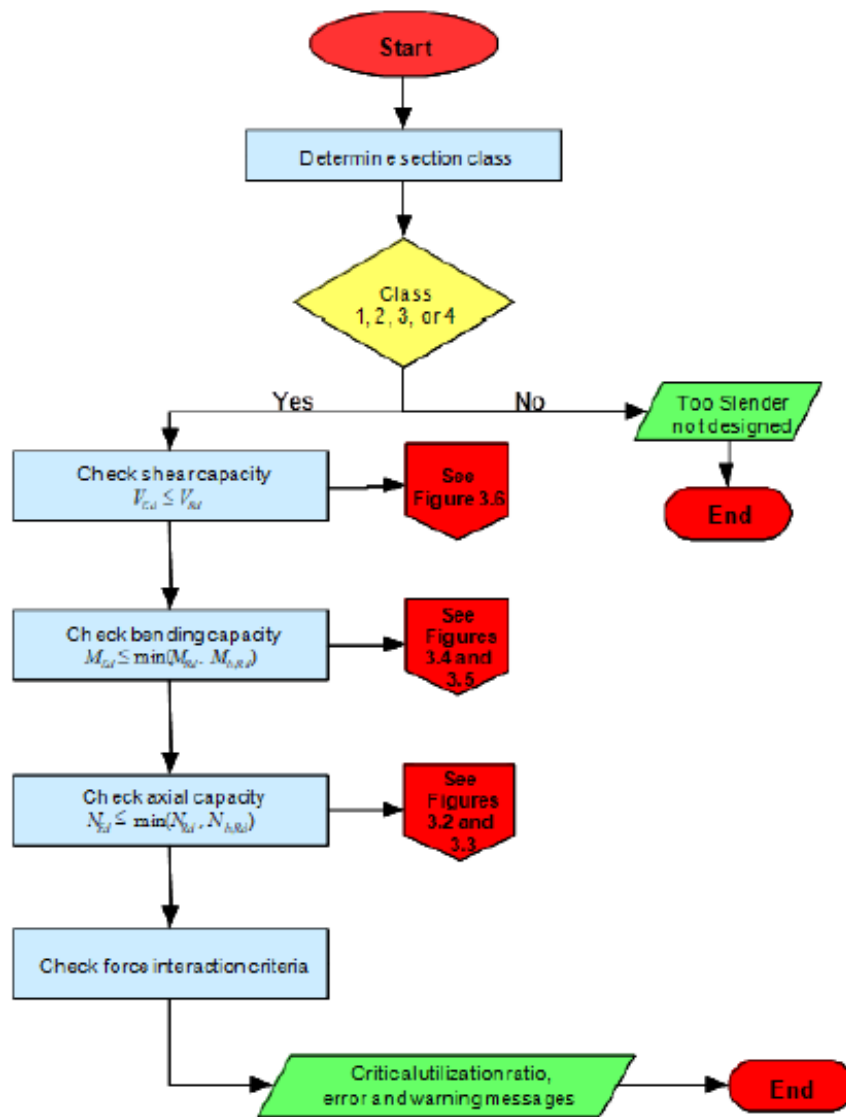 Start
Determine section class
Class
1, 2, 3, or 4
Yes
No
Too Slender
not designed
End
Check shear capacity
V_Ed ≤ V_Rd
See
Figure 3.6
Check bending capacity
M_Ed ≤ min(M_Rd, M_b,Rd)
See
Figures
3.4 and
3.5
Check axial capacity
N_Ed ≤ min(N_Rd, N_b,Rd)
See
Figures
3.2 and
3.3
Check force interaction criteria
Critical utilization ratio,
error and warning messages
End